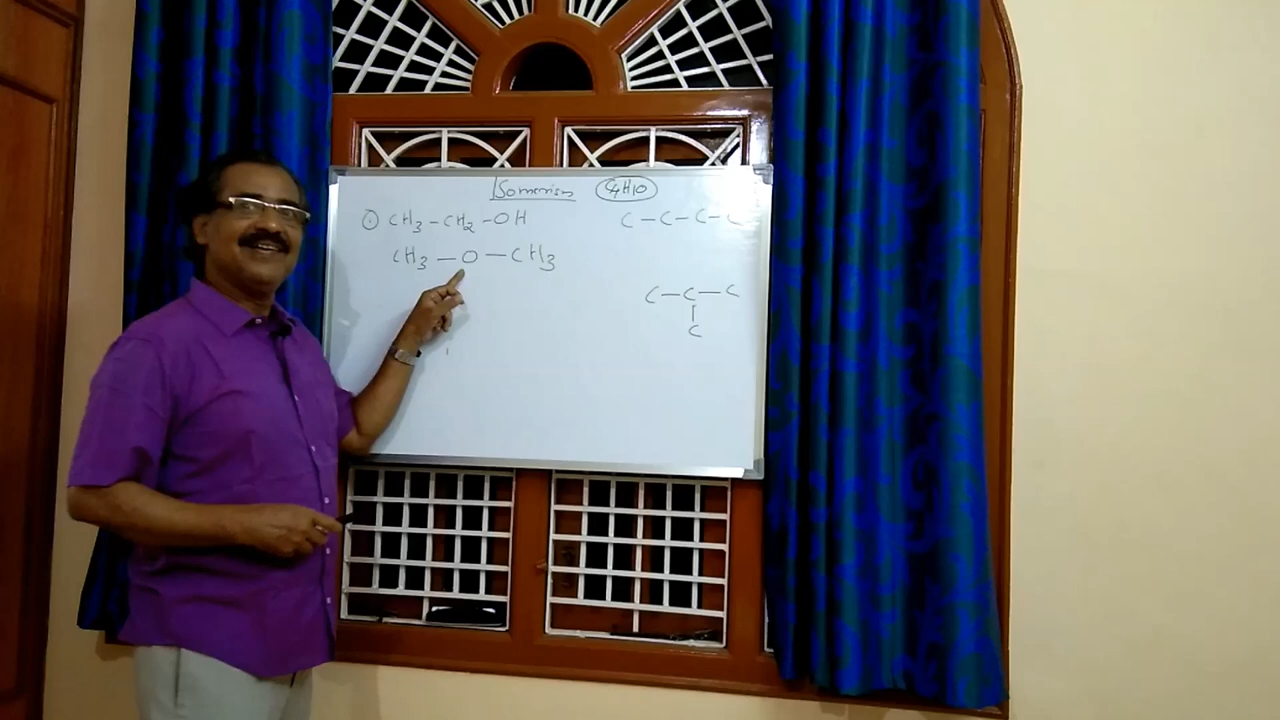 Isomerism C4H10
① CH3-CH2-OH
C-C-C-C
CH3-O-CH3
C-C-C
|
C